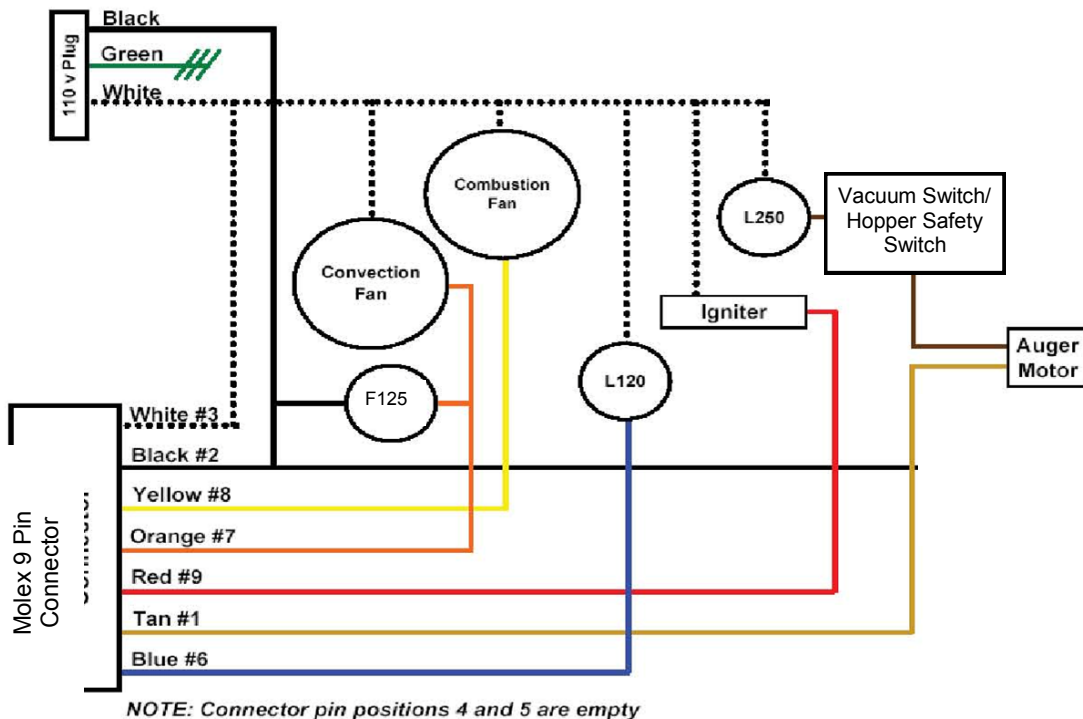 110 v Plug
Black
Green
White
Combustion
Fan
Convection
Fan
L250
Vacuum Switch/
Hopper Safety
Switch
Igniter
Auger
Motor
L120
F125
Molex 9 Pin
Connector
White #3
Black #2
Yellow #8
Orange #7
Red #9
Tan #1
Blue #6
NOTE: Connector pin positions 4 and 5 are empty